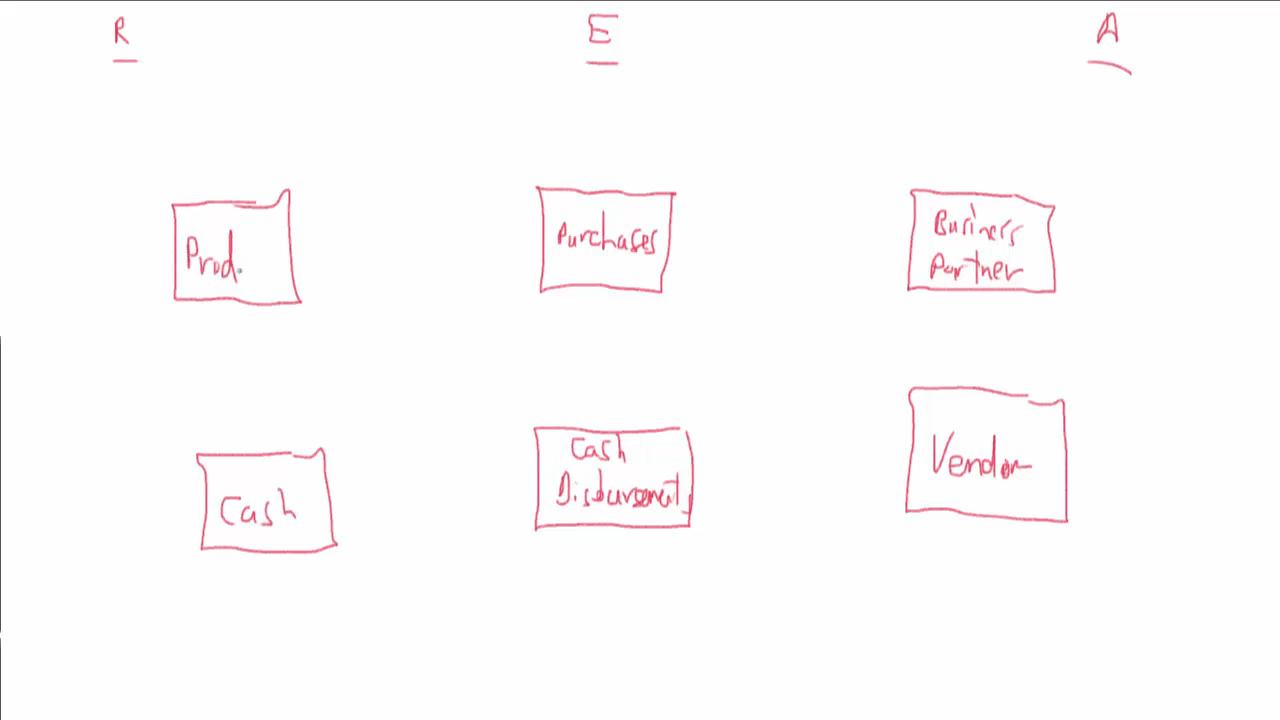 R
E
A
Prod.
Purchases
Business
Partner
Cash
Cash
Disbursement
Vendor